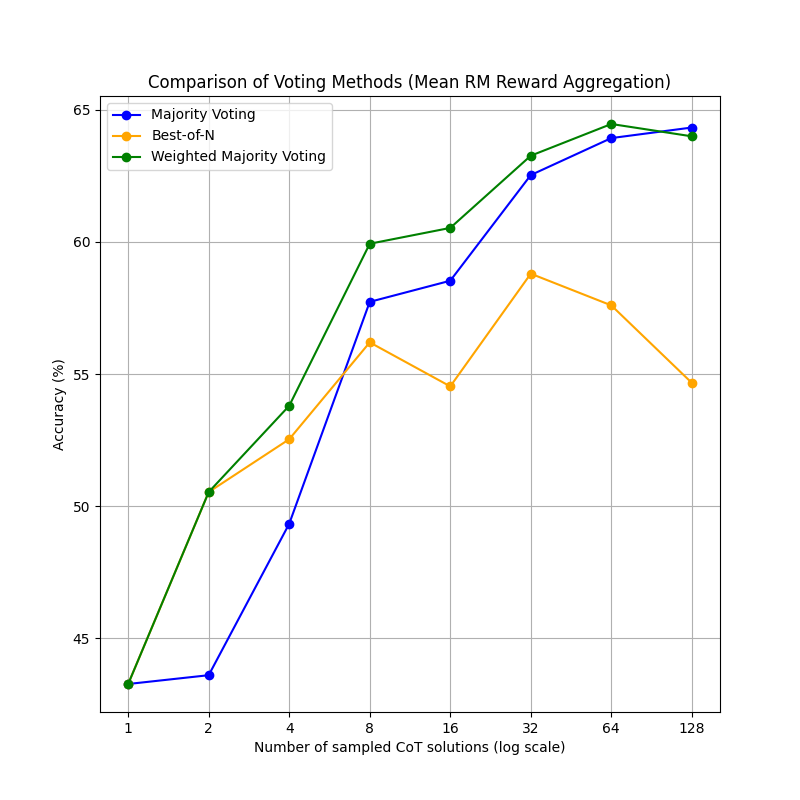 Comparison of Voting Methods (Mean RM Reward Aggregation)
Majority Voting
Best-of-N
Weighted Majority Voting
65
60
55
50
45
Accuracy (%)
1 2 4 8 16 32 64 128
Number of sampled CoT solutions (log scale)